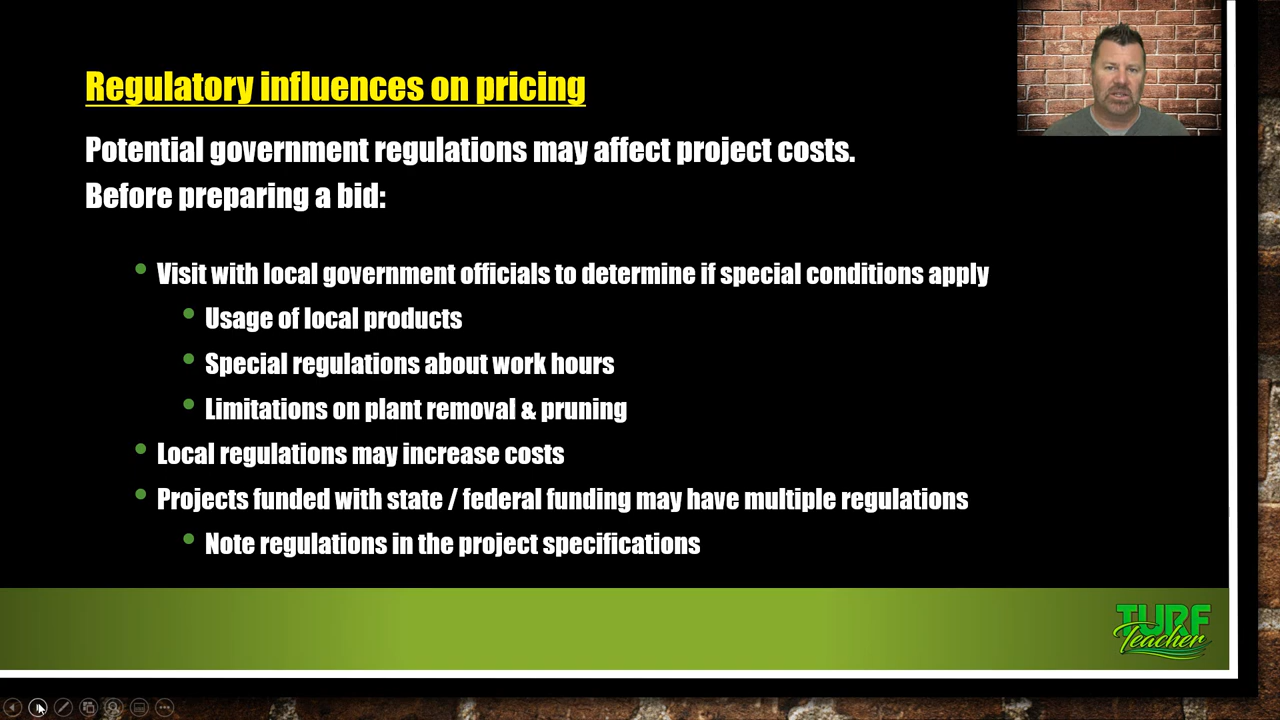 Regulatory influences on pricing
Potential government regulations may affect project costs.
Before preparing a bid:
Visit with local government officials to determine if special conditions apply
Usage of local products
Special regulations about work hours
Limitations on plant removal & pruning
Local regulations may increase costs
Projects funded with state / federal funding may have multiple regulations
Note regulations in the project specifications
TURF
Teacher